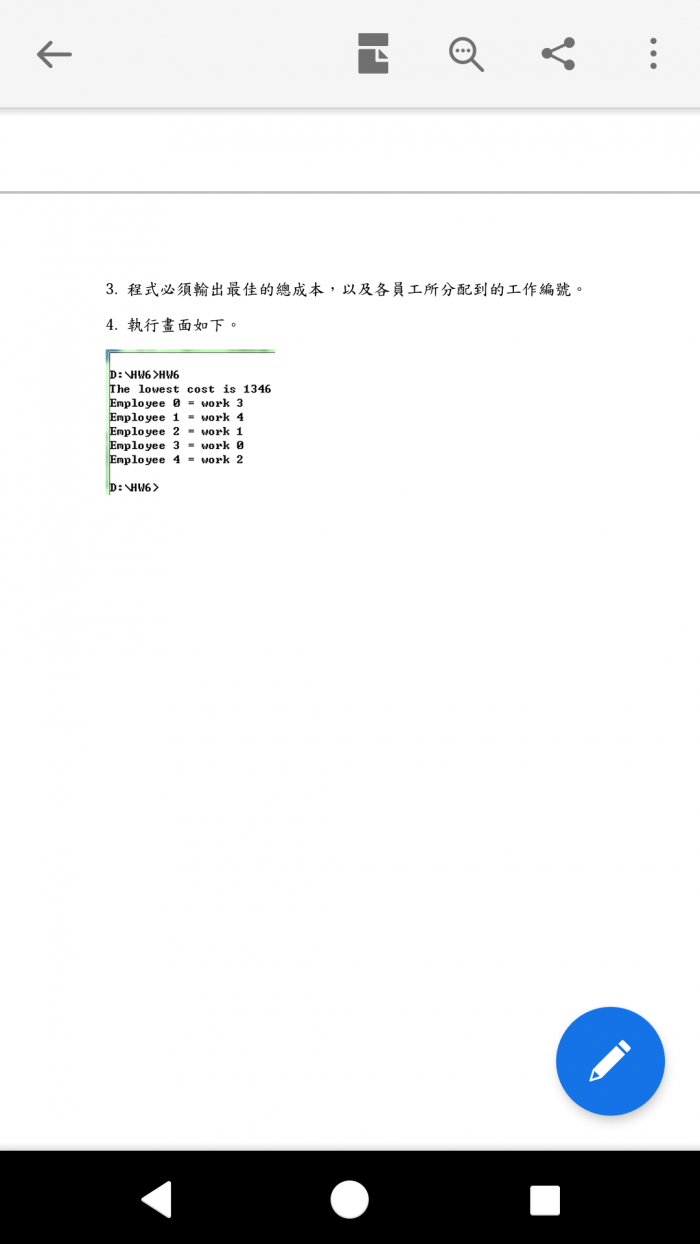 3. 程式必須輸出最佳的總成本，以及各員工所分配到的工作編號。
4. 執行畫面如下。
D:\HW6>HW6
The lowest cost is 1346
Employee 0 = work 3
Employee 1 = work 4
Employee 2 = work 1
Employee 3 = work 0
Employee 4 = work 2
D:\HW6>